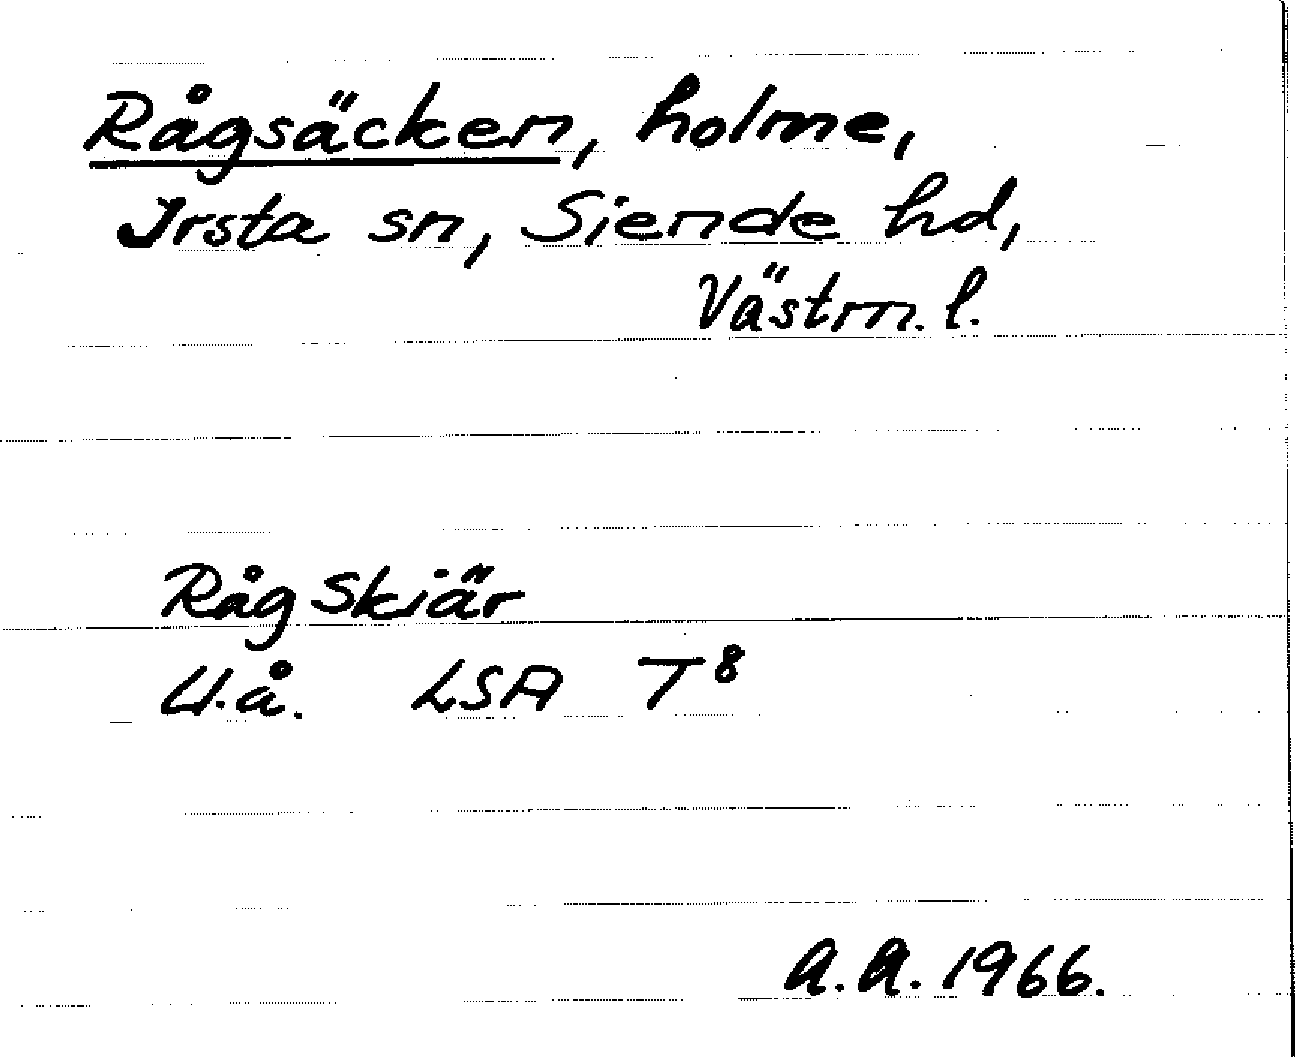 Rågsäcken, holme,
Irsta sn, Siende hd,
Västm. l.
Råg Skiär
U.å. LSA T8
A.A. 1966.